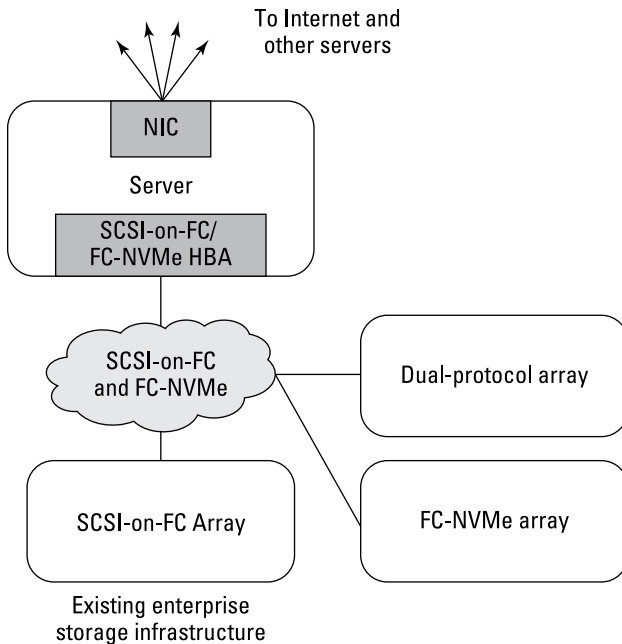 To Internet and
other servers
NIC
Server
SCSI-on-FC/
FC-NVMe HBA
SCSI-on-FC
and FC-NVMe
Dual-protocol array
SCSI-on-FC Array
FC-NVMe array
Existing enterprise
storage infrastructure